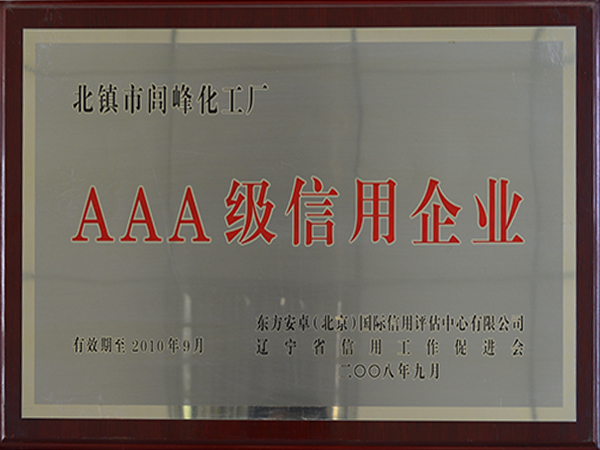 北镇市闾峰化工厂
AAA级信用企业
东方安卓（北京）国际信用评估中心有限公司
有效期至2010年9月
辽宁省信用工作促进会
二〇〇八年九月